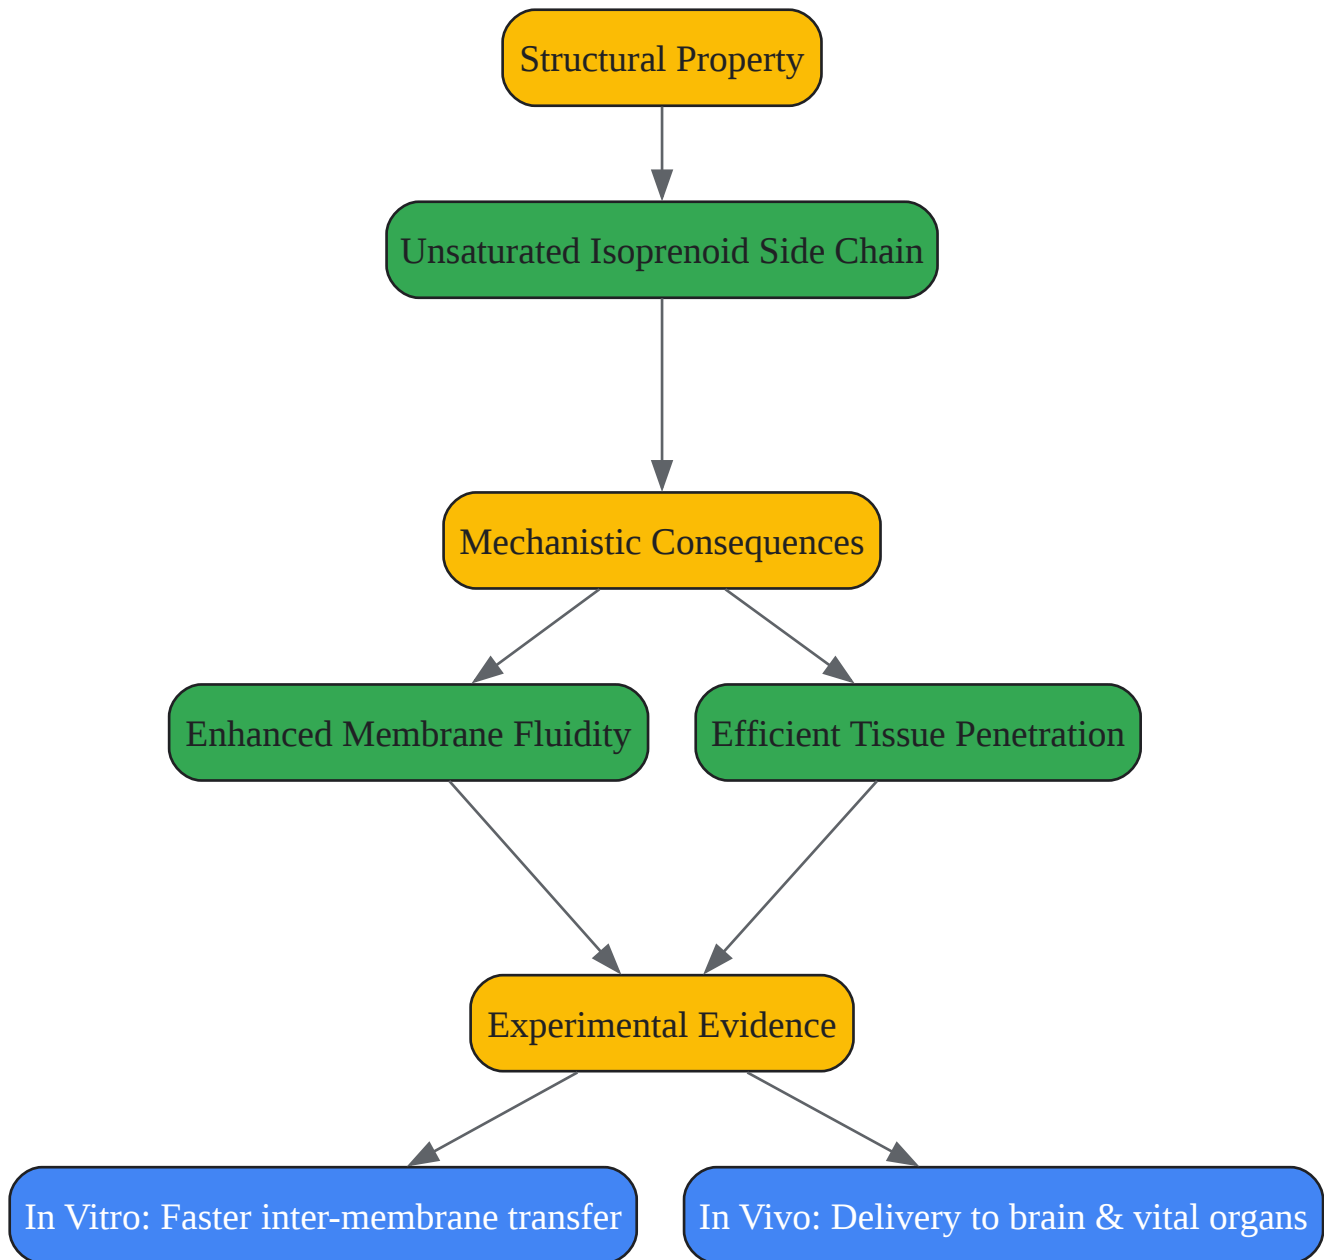 Structural Property
Unsaturated Isoprenoid Side Chain
Mechanistic Consequences
Enhanced Membrane Fluidity
Efficient Tissue Penetration
Experimental Evidence
In Vitro: Faster inter-membrane transfer
In Vivo: Delivery to brain & vital organs